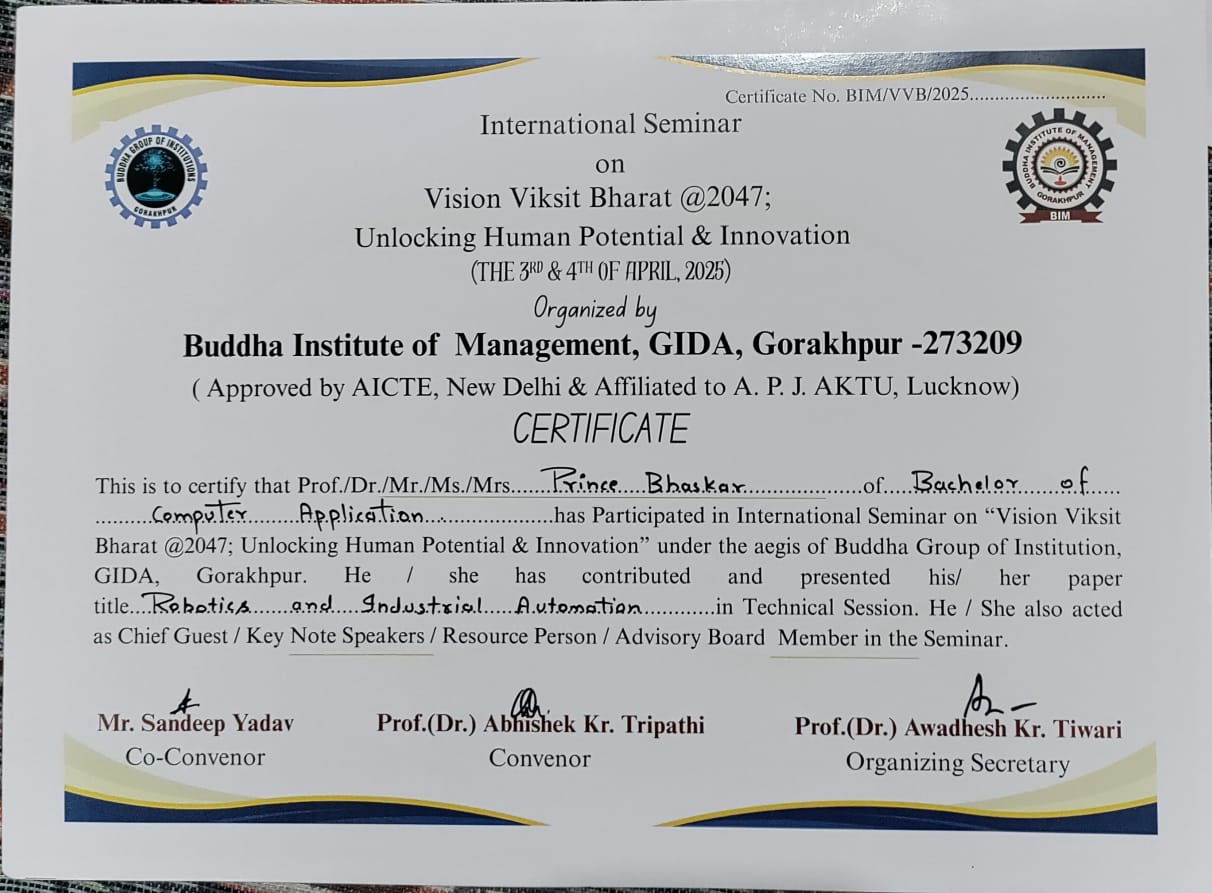 Certificate No. BIM/VVB/2025...........................
International Seminar
on
Vision Viksit Bharat @2047;
Unlocking Human Potential & Innovation
(THE 3RD & 4TH OF APRIL, 2025)
BUDDHA GROUP OF INSTITUTIONS
GORAKHPUR
BUDDHA INSTITUTE OF MANAGEMENT
GORAKHPUR
BIM
Organized by
Buddha Institute of Management, GIDA, Gorakhpur -273209
( Approved by AICTE, New Delhi & Affiliated to A. P. J. AKTU, Lucknow)
CERTIFICATE
This is to certify that Prof./Dr./Mr./Ms./Mrs......Prince....Bhaskar..................of.....Bachelor......of.....
..........Computer........Application......................has Participated in International Seminar on “Vision Viksit
Bharat @2047; Unlocking Human Potential & Innovation” under the aegis of Buddha Group of Institution,
GIDA, Gorakhpur. He / she has contributed and presented his/ her paper
title...Robotics......and....Industrial.....Automation............in Technical Session. He / She also acted
as Chief Guest / Key Note Speakers / Resource Person / Advisory Board Member in the Seminar.
Mr. Sandeep Yadav Prof.(Dr.) Abhishek Kr. Tripathi Prof.(Dr.) Awadhesh Kr. Tiwari
Co-Convenor Convenor Organizing Secretary